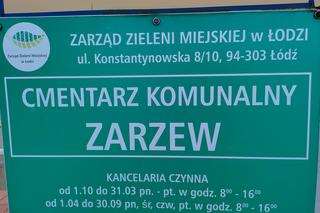 Zarząd Zieleni Miejskiej
w Łodzi
ZARZĄD ZIELENI MIEJSKIEJ w ŁODZI
ul. Konstantynowska 8/10, 94-303 Łódź
CMENTARZ KOMUNALNY
ZARZEW
KANCELARIA CZYNNA
od 1.10 do 31.03 pn. - pt. w godz. 8⁰⁰ - 16⁰⁰
od 1.04 do 30.09 pn, śr, czw, pt. w godz. 8⁰⁰ - 16⁰⁰